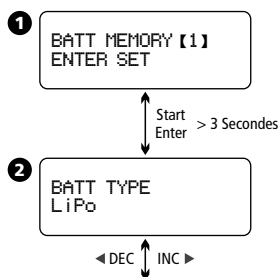 1
BATT MEMORY【1】
ENTER SET
Start
Enter
> 3 Secondes
2
BATT TYPE
LiPo
◄DEC INC►